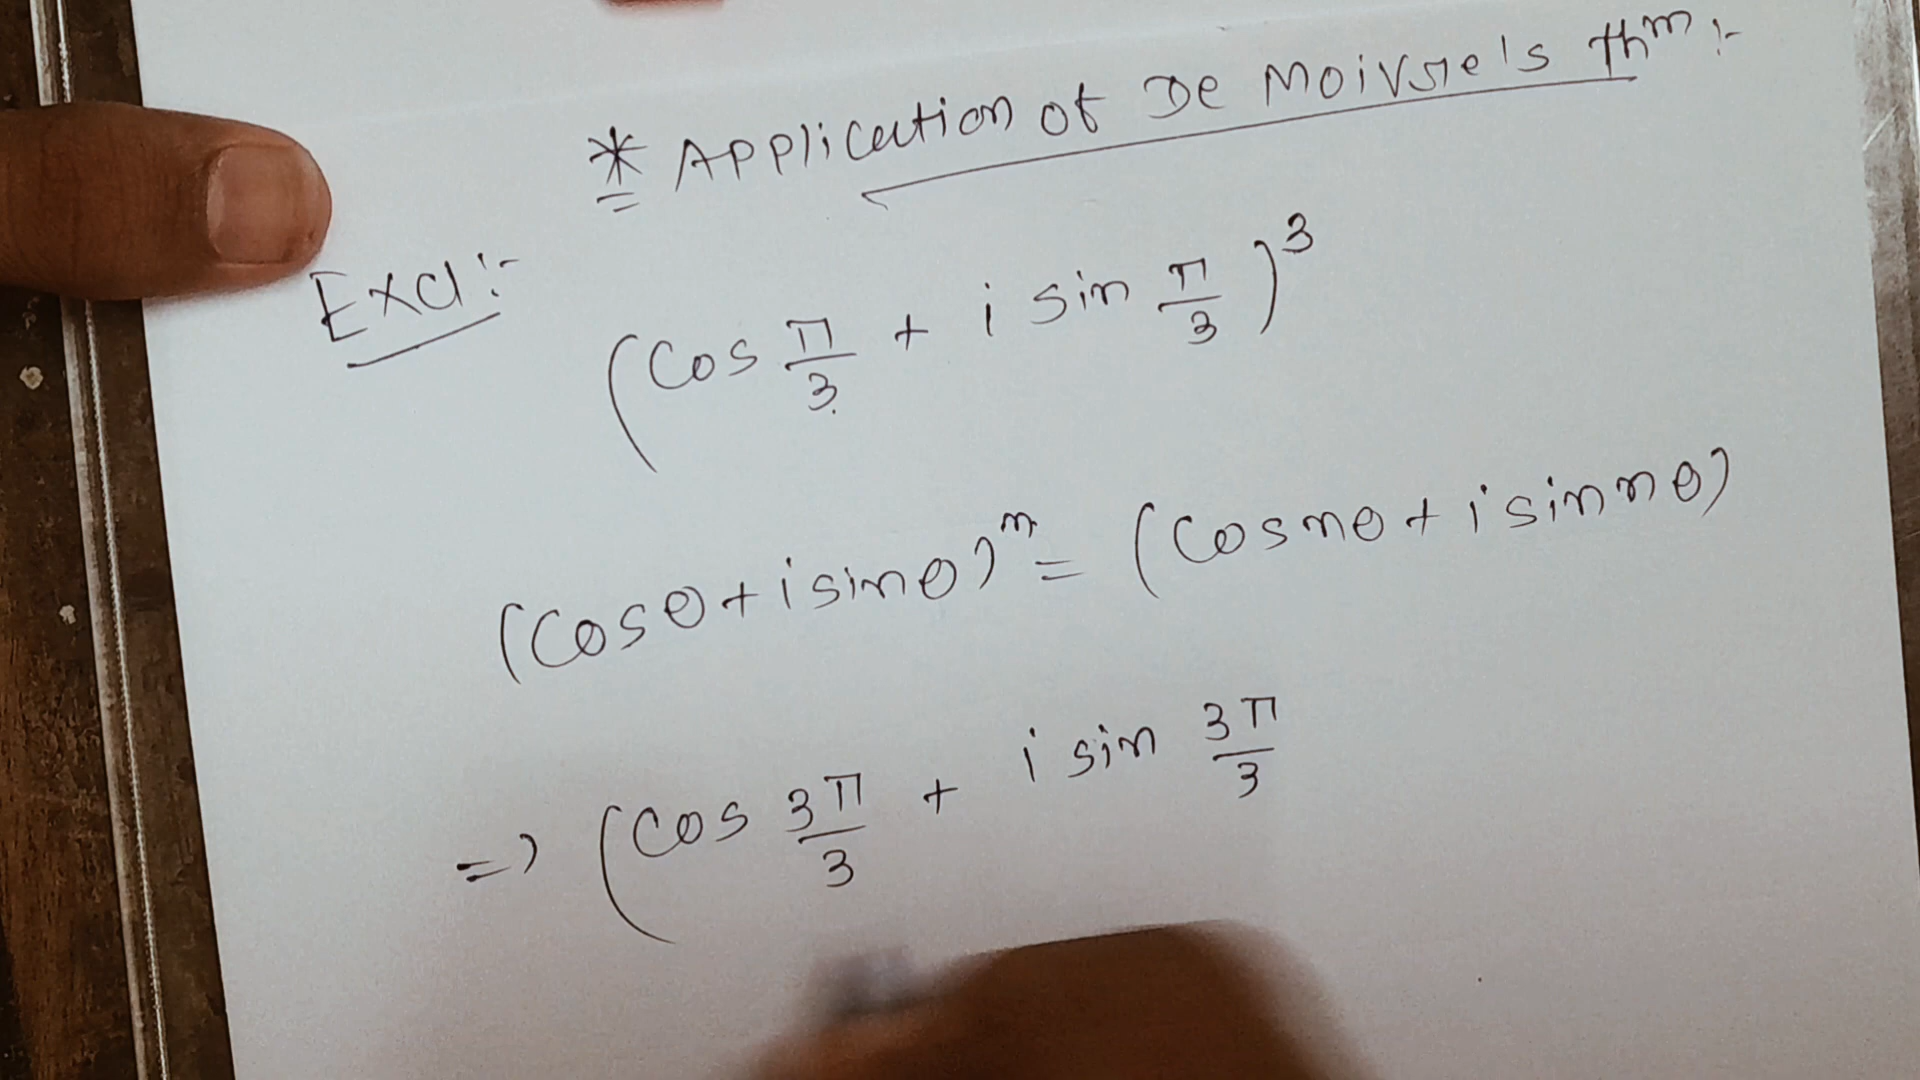 * Application of De Moivre's thm :-
Ex1 :-
(cos π/3 + i sin π/3)^3
(cosθ + i sinθ)^n = (cos nθ + i sin nθ)
=> (cos 3π/3 + i sin 3π/3